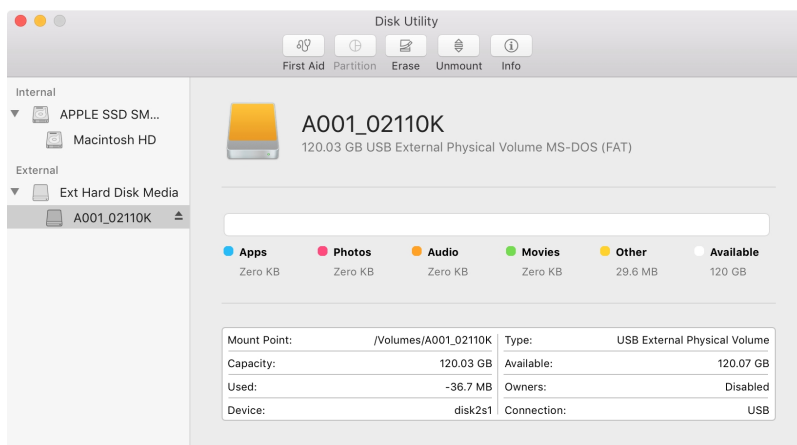 Disk Utility
First Aid Partition Erase Unmount Info
Internal
APPLE SSD SM...
Macintosh HD
External
Ext Hard Disk Media
A001_02110K
A001_02110K
120.03 GB USB External Physical Volume MS-DOS (FAT)
Apps Photos Audio Movies Other Available
Zero KB Zero KB Zero KB Zero KB 29.6 MB 120 GB
Mount Point: /Volumes/A001_02110K Type: USB External Physical Volume
Capacity: 120.03 GB Available: 120.07 GB
Used: -36.7 MB Owners: Disabled
Device: disk2s1 Connection: USB